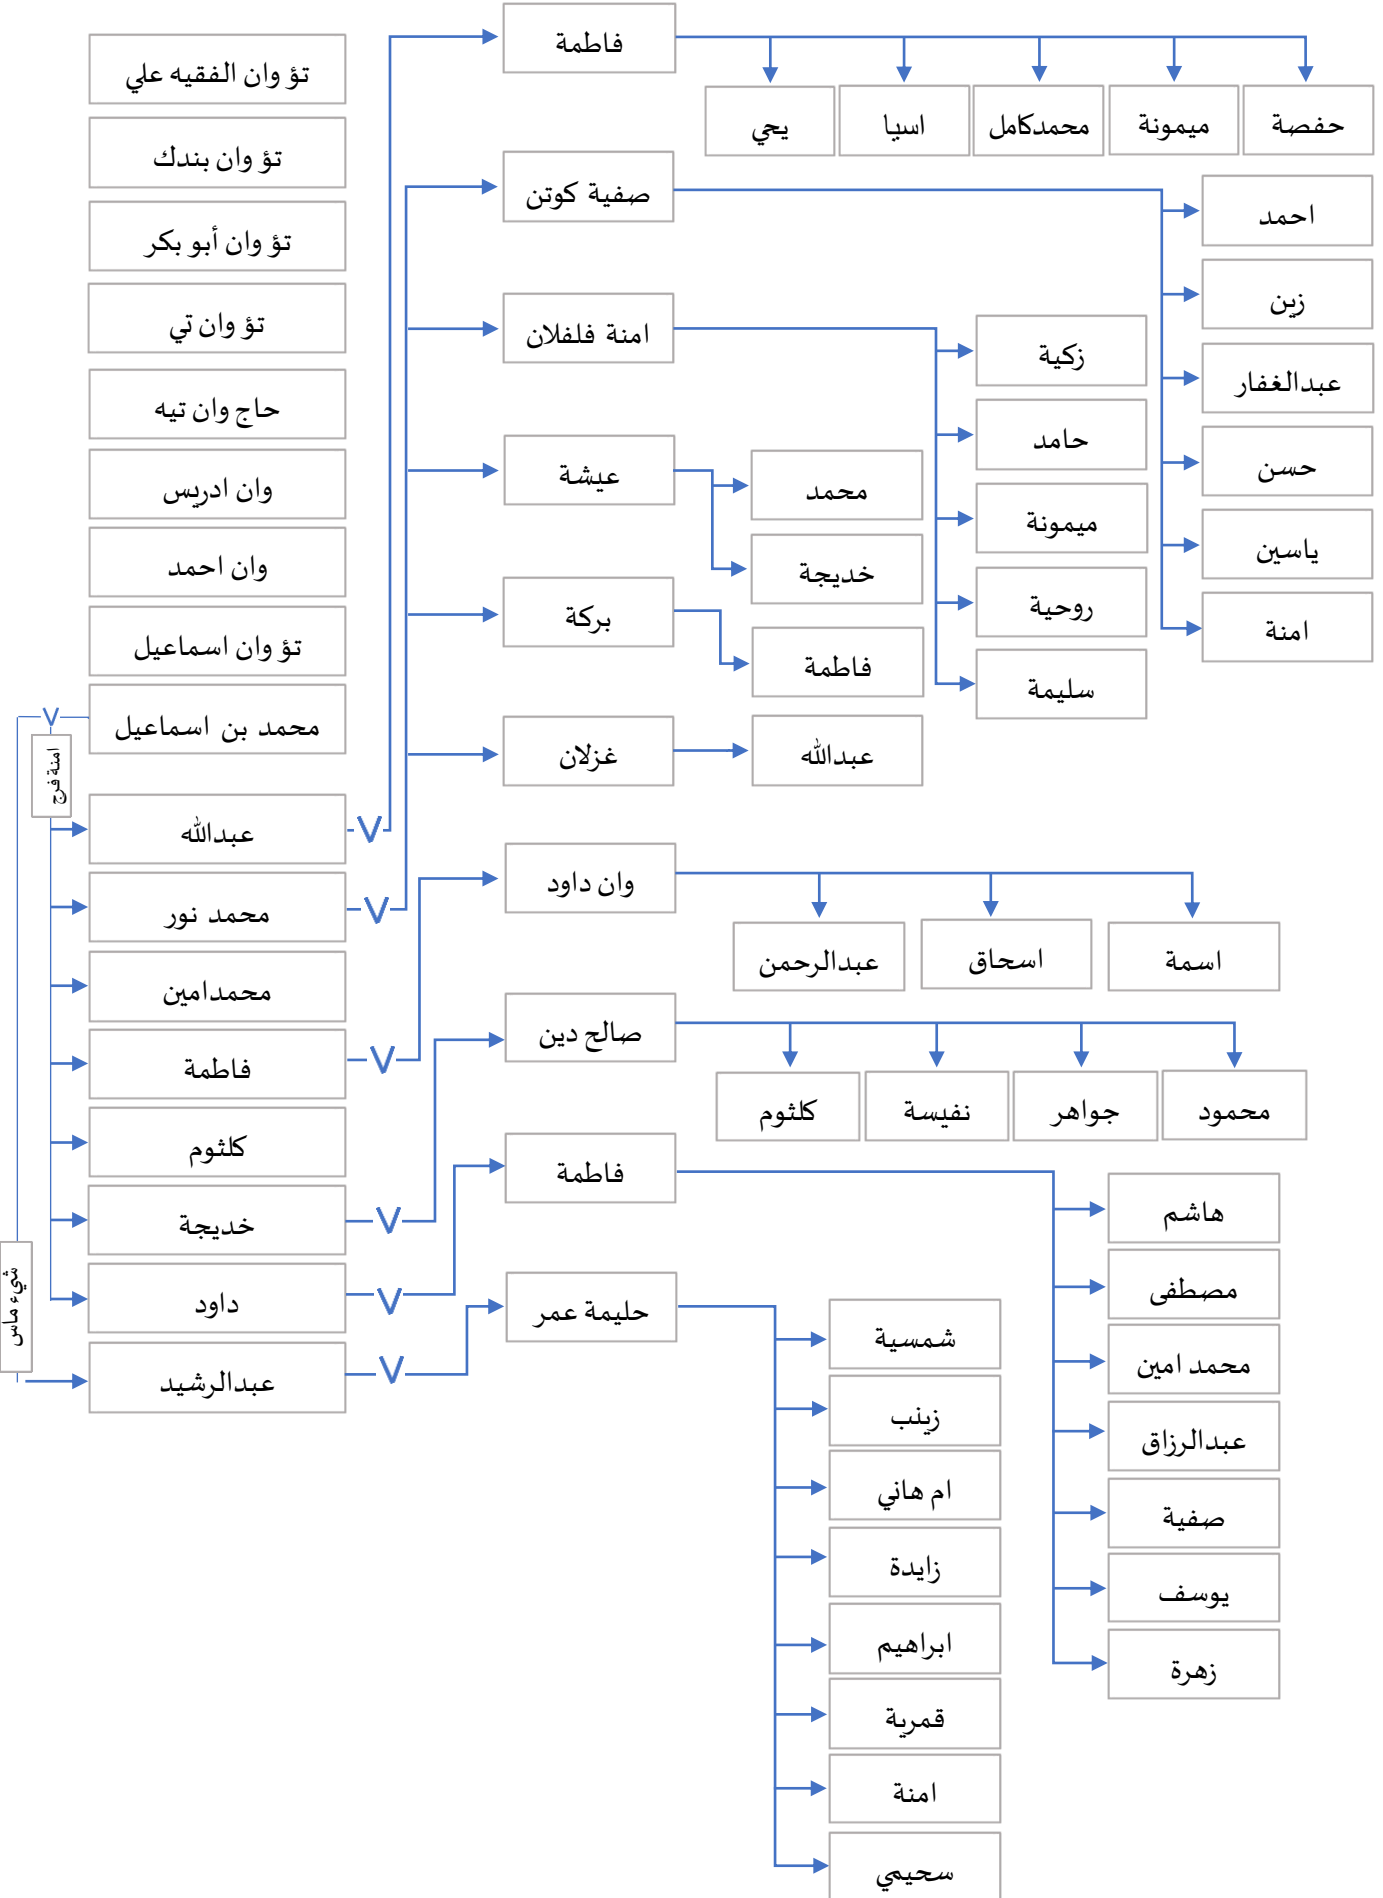 تؤ وان الفقيه علي
تؤ وان بندك
تؤ وان أبو بكر
تؤ وان تي
حاج وان تيه
وان ادريس
وان احمد
تؤ وان اسماعيل
محمد بن اسماعيل
امنة فرج
شيء ماس
عبدالله
محمد نور
محمدامين
فاطمة
كلثوم
خديجة
داود
عبدالرشيد
فاطمة
حفصة
ميمونة
محمدكامل
اسيا
يحي
صفية كوتن
احمد
زين
عبدالغفار
حسن
ياسين
امنة
امنة فلفلان
زكية
حامد
ميمونة
روحية
سليمة
عيشة
محمد
خديجة
بركة
فاطمة
غزلان
عبدالله
وان داود
اسمة
اسحاق
عبدالرحمن
صالح دين
محمود
جواهر
نفيسة
كلثوم
فاطمة
هاشم
مصطفى
محمد امين
عبدالرزاق
صفية
يوسف
زهرة
حليمة عمر
شمسية
زينب
ام هاني
زايدة
ابراهيم
قمرية
امنة
سحيمي